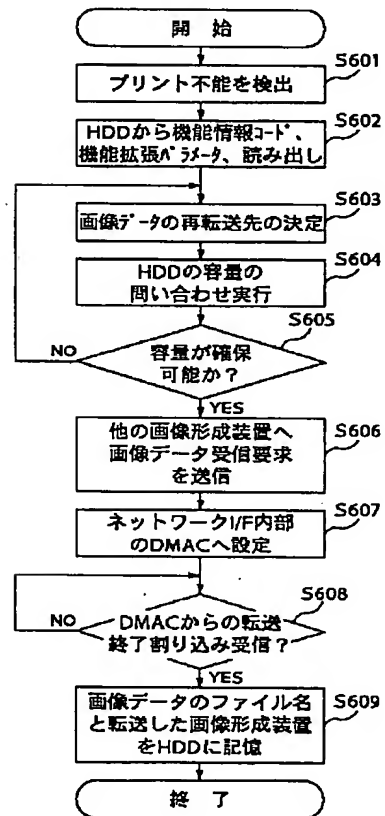 開 始
S601
プリント不能を検出
S602
HDDから機能情報コード、
機能拡張パラメータ、読み出し
S603
画像データの再転送先の決定
S604
HDDの容量の
問い合わせ実行
S605
NO
容量が確保
可能か?
YES
S606
他の画像形成装置へ
画像データ受信要求
を送信
S607
ネットワークI/F内部
のDMACへ設定
S608
NO
DMACからの転送
終了割り込み受信?
YES
S609
画像データのファイル名
と転送した画像形成装置
をHDDに記憶
終 了